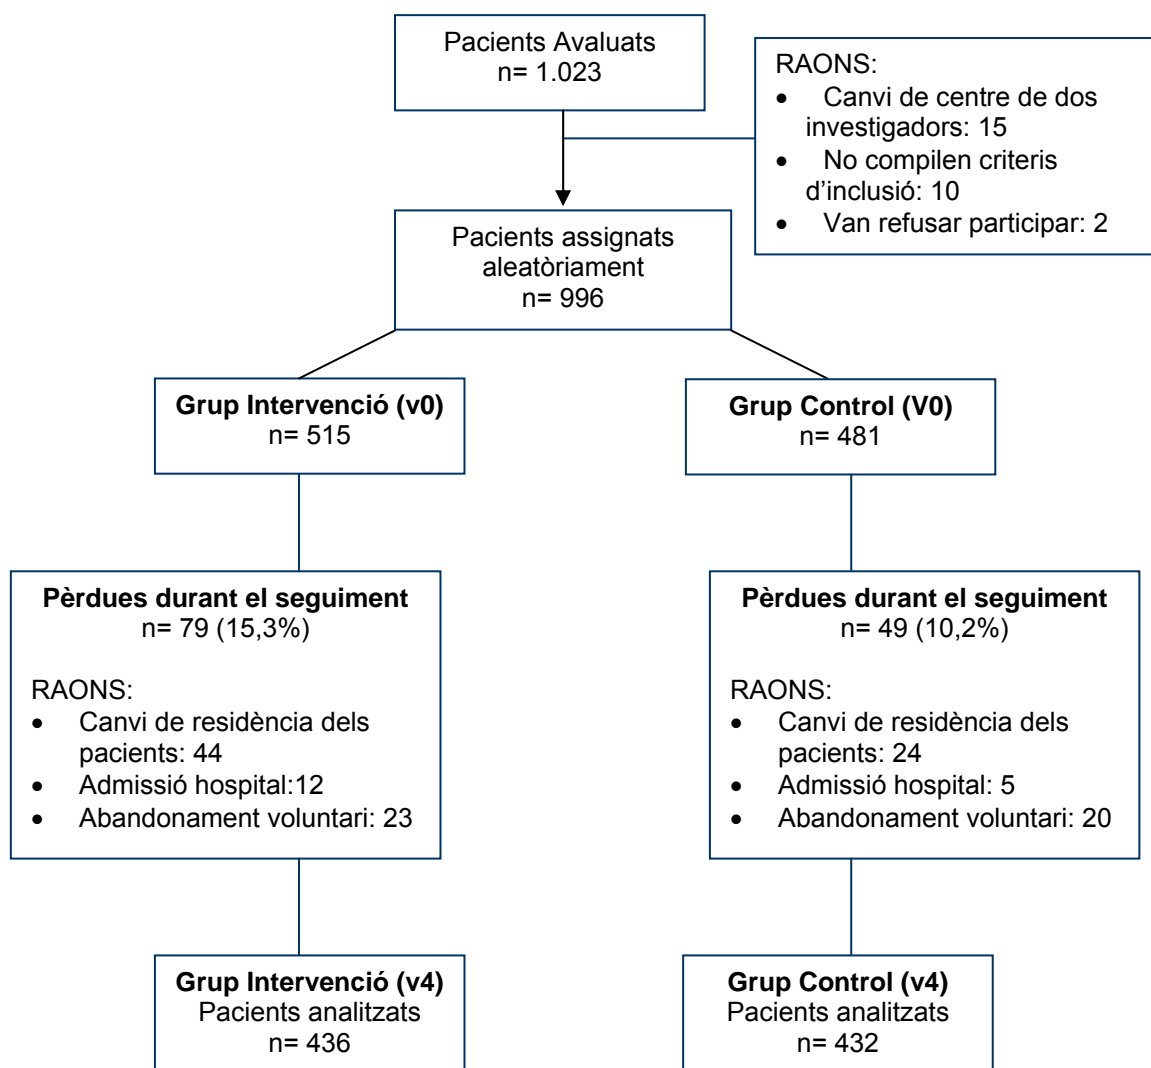 Pacients Avaluats
n= 1.023
RAONS:
• Canvi de centre de dos
investigadors: 15
• No compilen criteris
d’inclusió: 10
• Van refusar participar: 2
Pacients assignats
aleatòriament
n= 996
Grup Intervenció (v0)
n= 515
Grup Control (V0)
n= 481
Pèrdues durant el seguiment
n= 79 (15,3%)
RAONS:
• Canvi de residència dels
pacients: 44
• Admissió hospital:12
• Abandonament voluntari: 23
Pèrdues durant el seguiment
n= 49 (10,2%)
RAONS:
• Canvi de residència dels
pacients: 24
• Admissió hospital: 5
• Abandonament voluntari: 20
Grup Intervenció (v4)
Pacients analitzats
n= 436
Grup Control (v4)
Pacients analitzats
n= 432